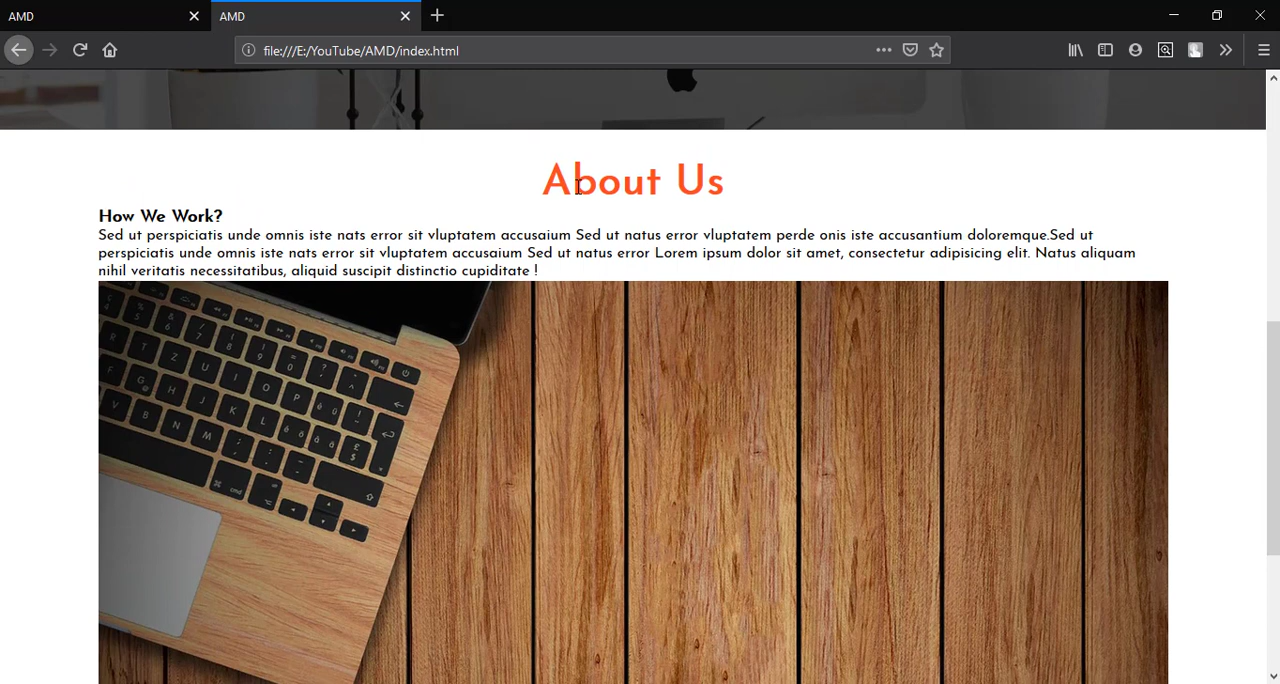 AMD
AMD
file:///E:/YouTube/AMD/index.html
About Us
How We Work?
Sed ut perspiciatis unde omnis iste nats error sit vluptatem accusaium Sed ut natus error vluptatem perde onis iste accusantium doloremque.Sed ut
perspiciatis unde omnis iste nats error sit vluptatem accusaium Sed ut natus error Lorem ipsum dolor sit amet, consectetur adipisicing elit. Natus aliquam
nihil veritatis necessitatibus, aliquid suscipit distinctio cupiditate !